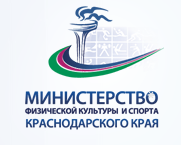 МИНИСТЕРСТВО
ФИЗИЧЕСКОЙ КУЛЬТУРЫ И СПОРТА
КРАСНОДАРСКОГО КРАЯ